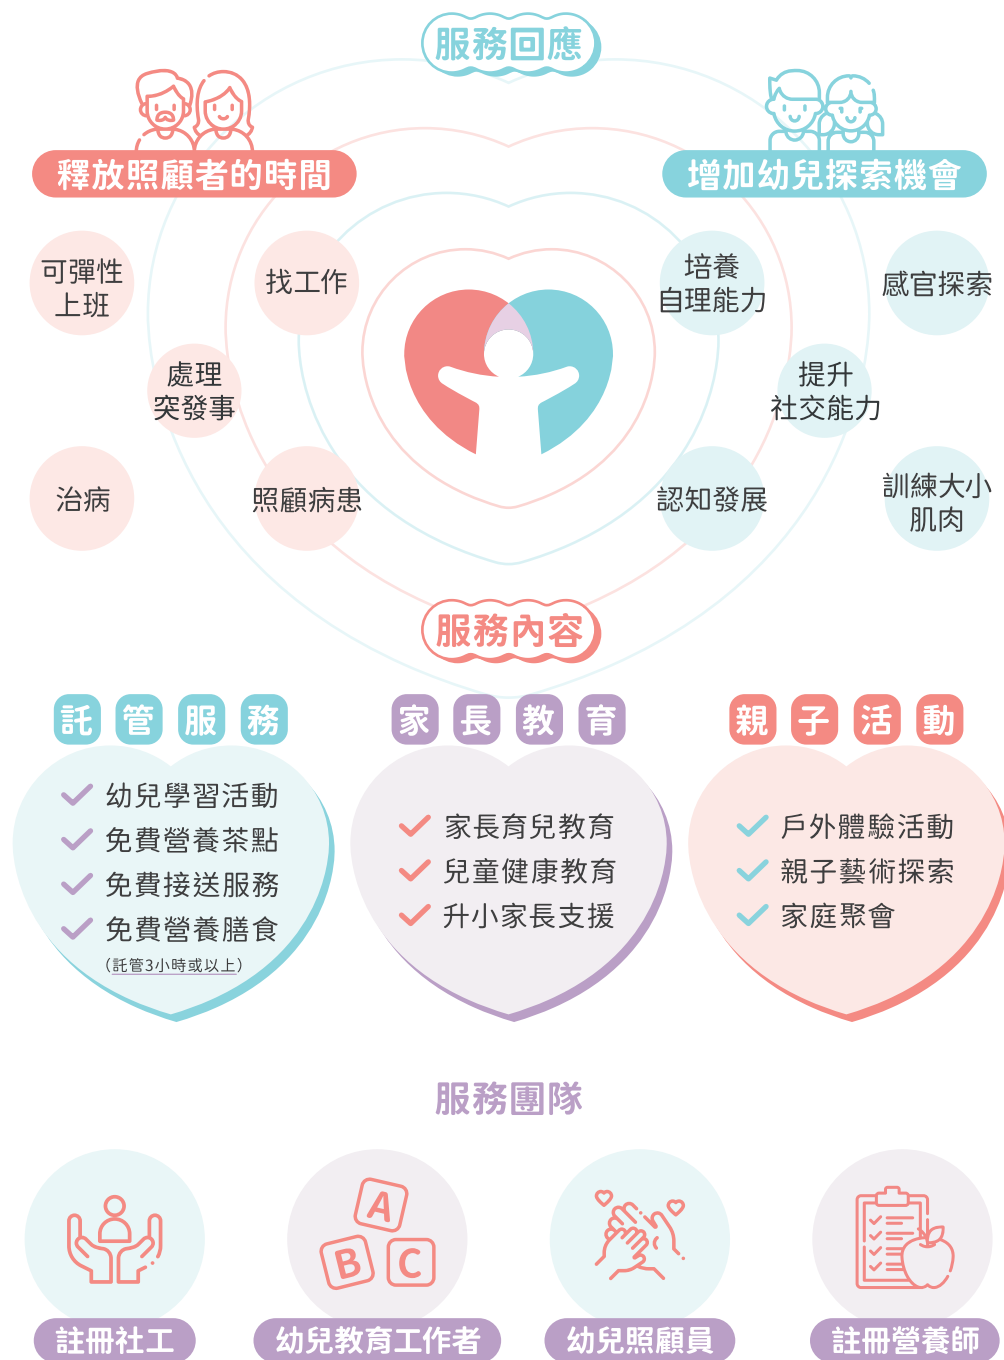 服務回應
釋放照顧者的時間
可彈性
上班
找工作
處理
突發事
治病
照顧病患
增加幼兒探索機會
培養
自理能力
感官探索
提升
社交能力
認知發展
訓練大小
肌肉
服務內容
託管服務
幼兒學習活動
免費營養茶點
免費接送服務
免費營養膳食
（託管3小時或以上）
家長教育
家長育兒教育
兒童健康教育
升小家長支援
親子活動
戶外體驗活動
親子藝術探索
家庭聚會
服務團隊
註冊社工
A
B
C
幼兒教育工作者
幼兒照顧員
註冊營養師